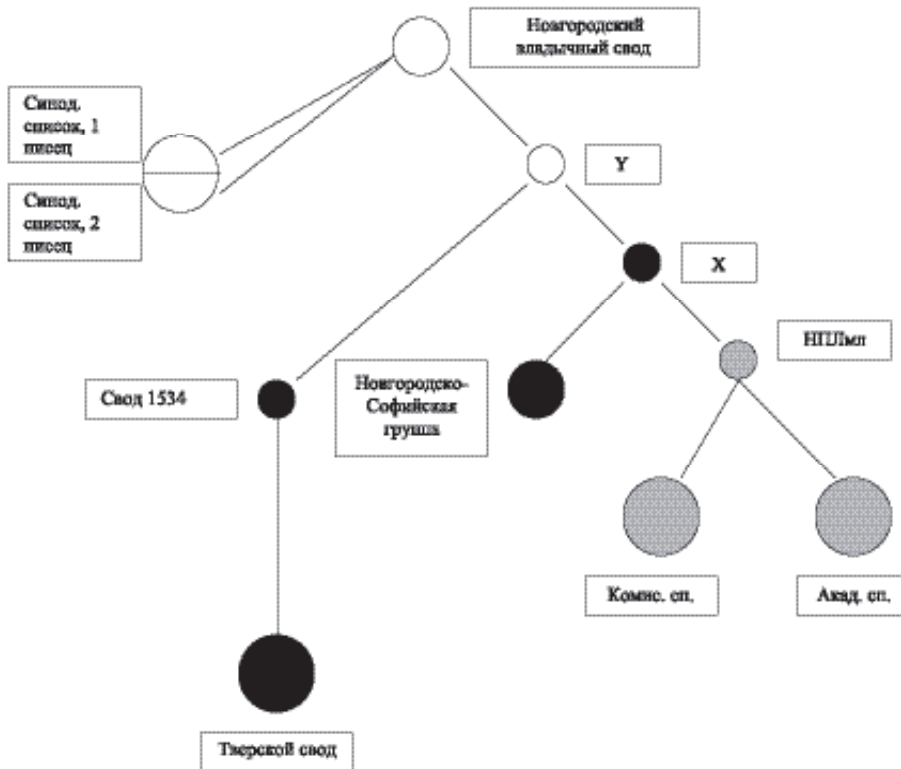 Новгородский
владычный свод
Синод.
список, 1
писец
Синод.
список, 2
писец
Y
X
НПЛмл
Свод 1534
Новгородско-
Софийская
группа
Комис. сп.
Акад. сп.
Тверской свод